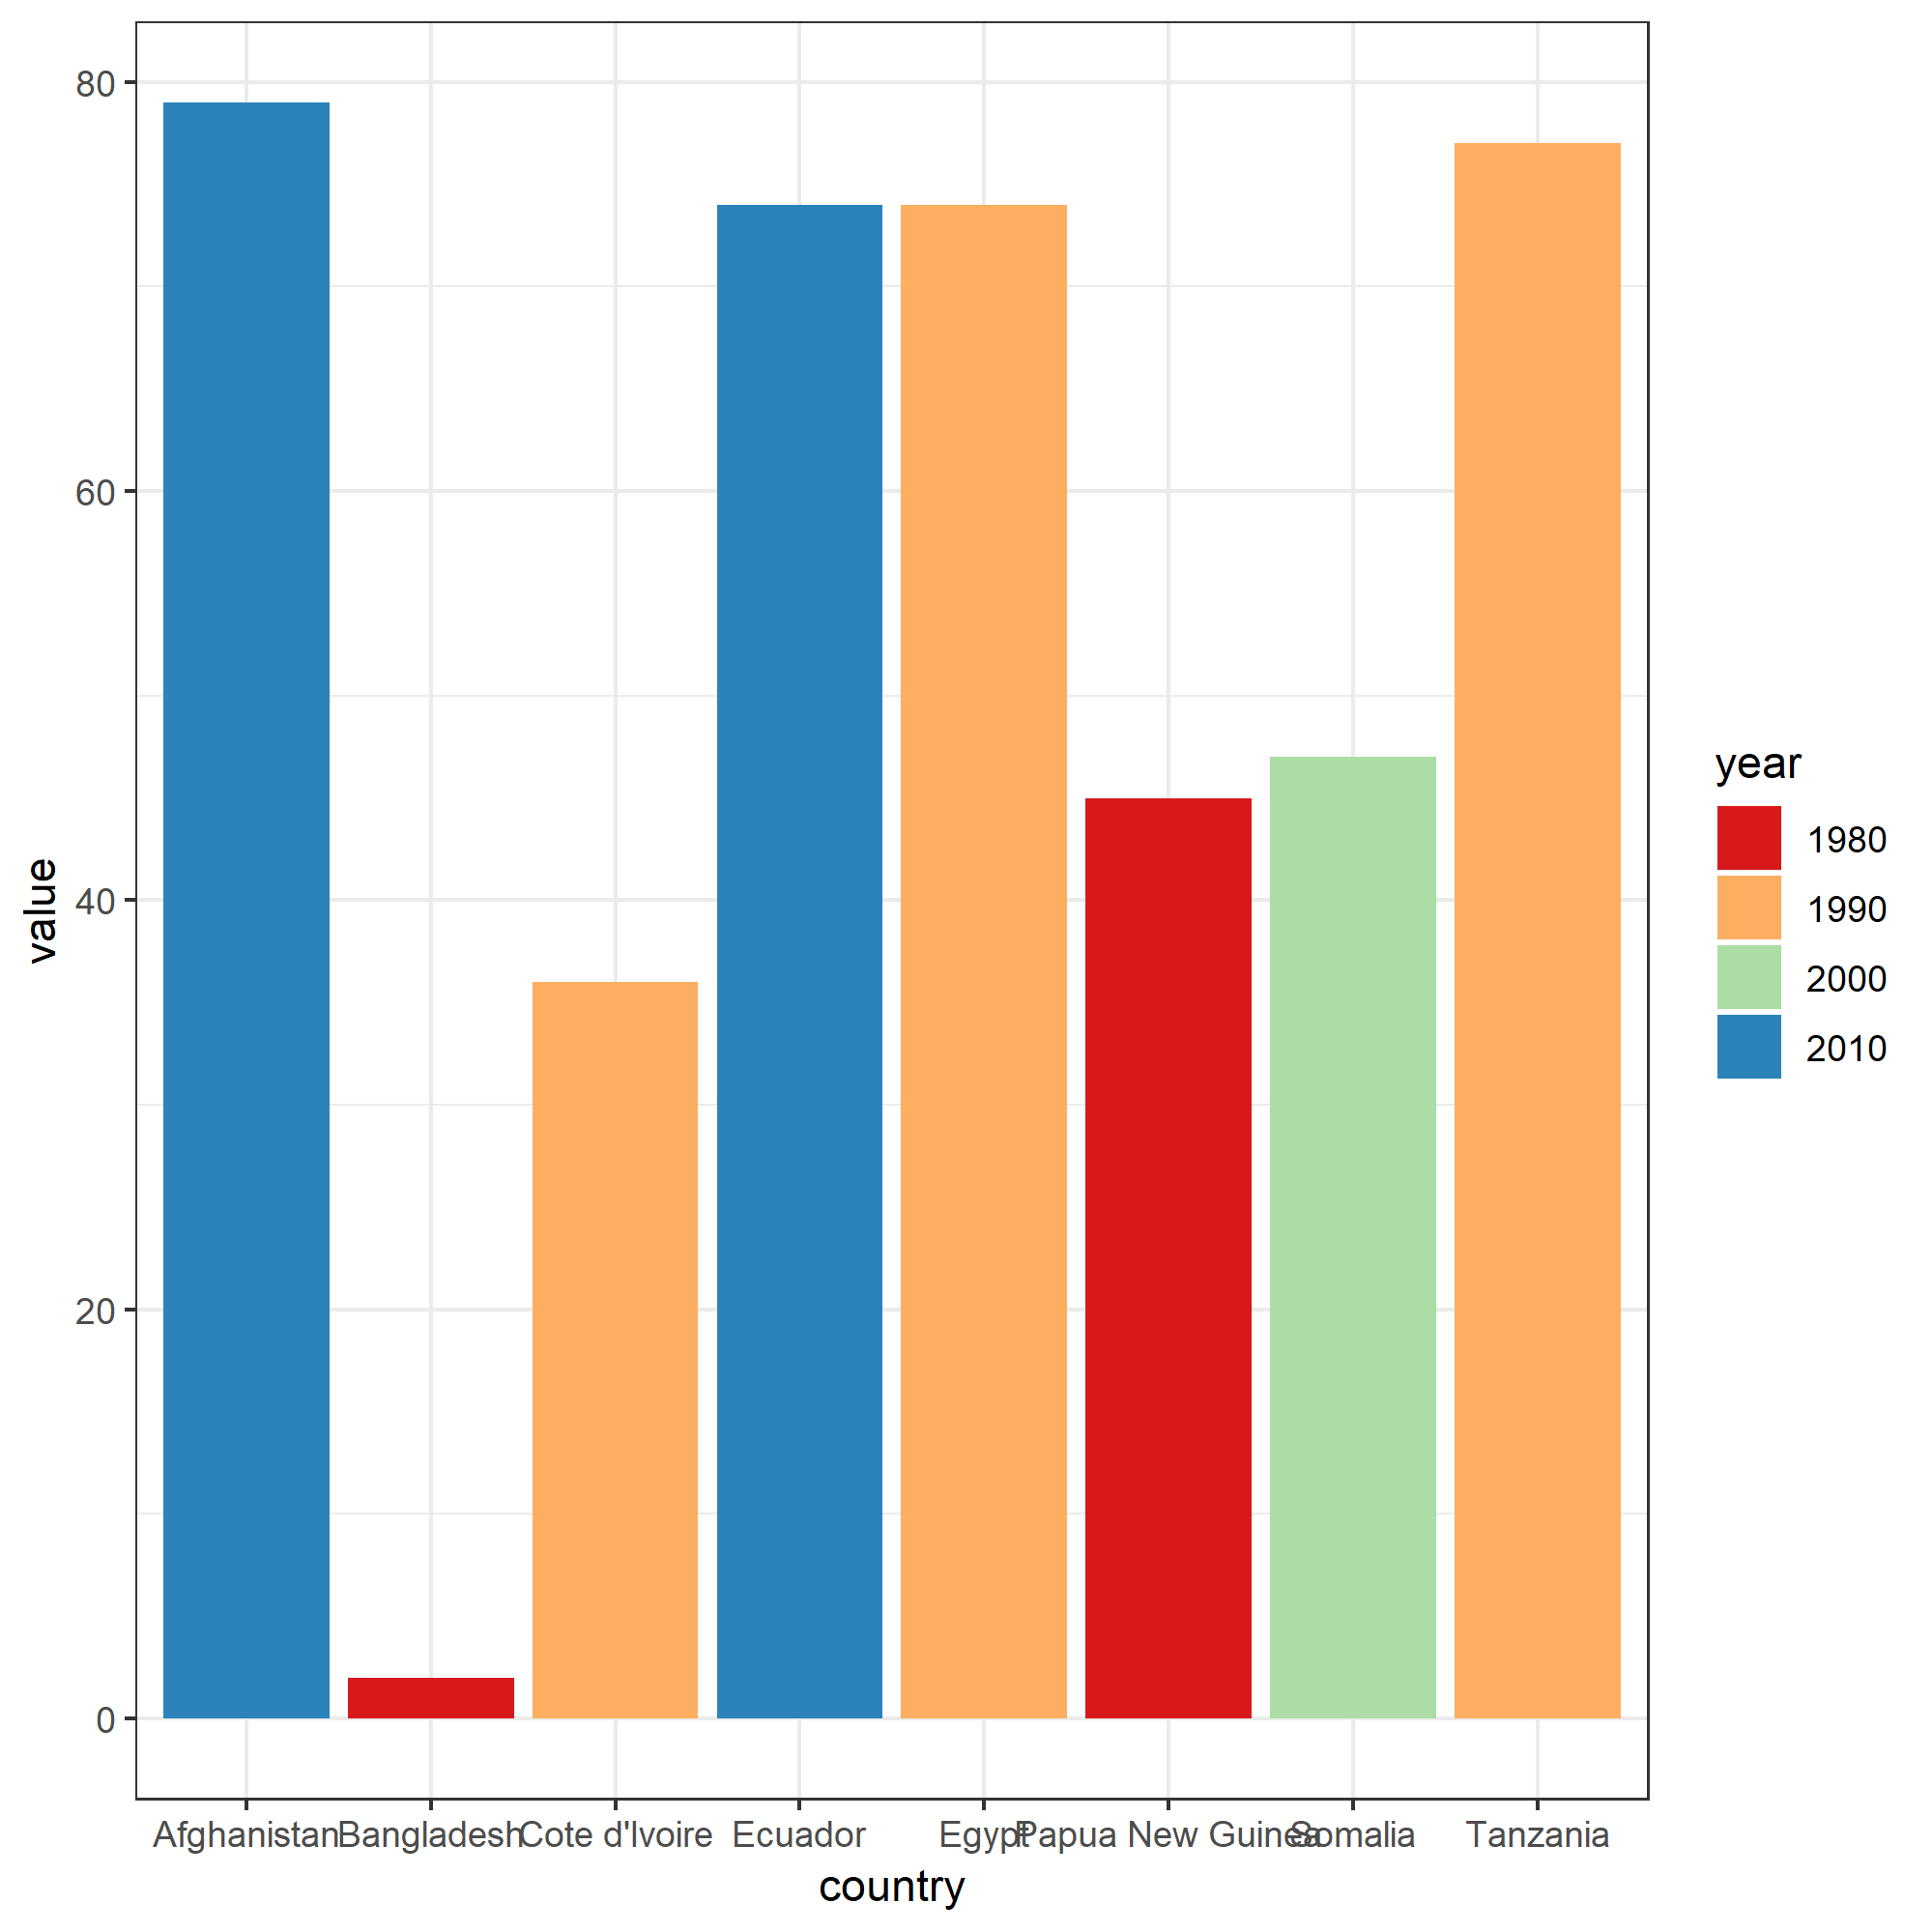 80
60
40
20
0
value
Afghanistan Bangladesh Cote d'Ivoire Ecuador Egypt Papua New Guinea Somalia Tanzania
country
year
1980
1990
2000
2010